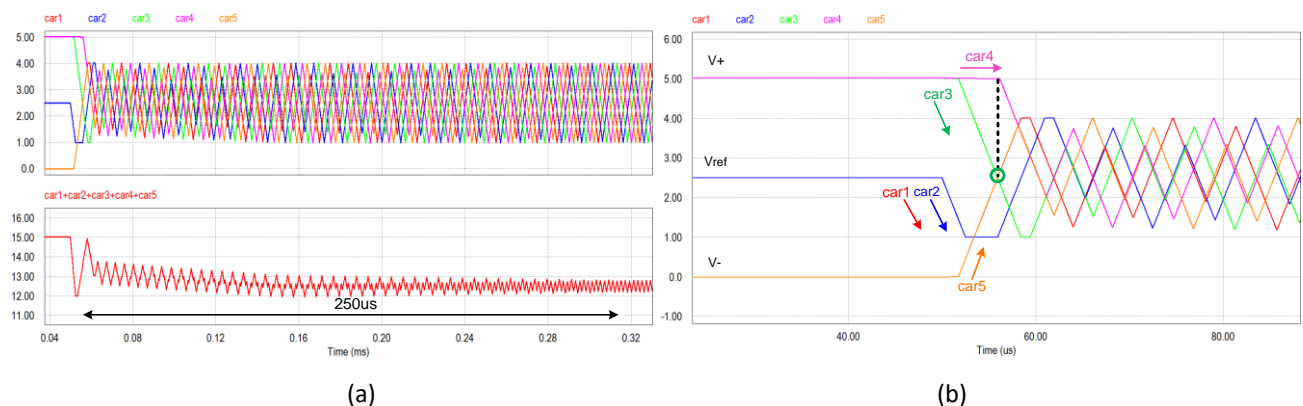 car1 car2 car3 car4 car5
5.00
4.00
3.00
2.00
1.00
0.0
car1+car2+car3+car4+car5
16.00
15.00
14.00
13.00
12.00
11.00
250us
0.04 0.08 0.12 0.16 0.20 0.24 0.28 0.32
Time (ms)
(a)
car1 car2 car3 car4 car5
6.00
V+
car4
5.00
car3
4.00
3.00
Vref
2.00
car1 car2
1.00
V-
0.0
car5
-1.00
40.00 60.00 80.00
Time (us)
(b)